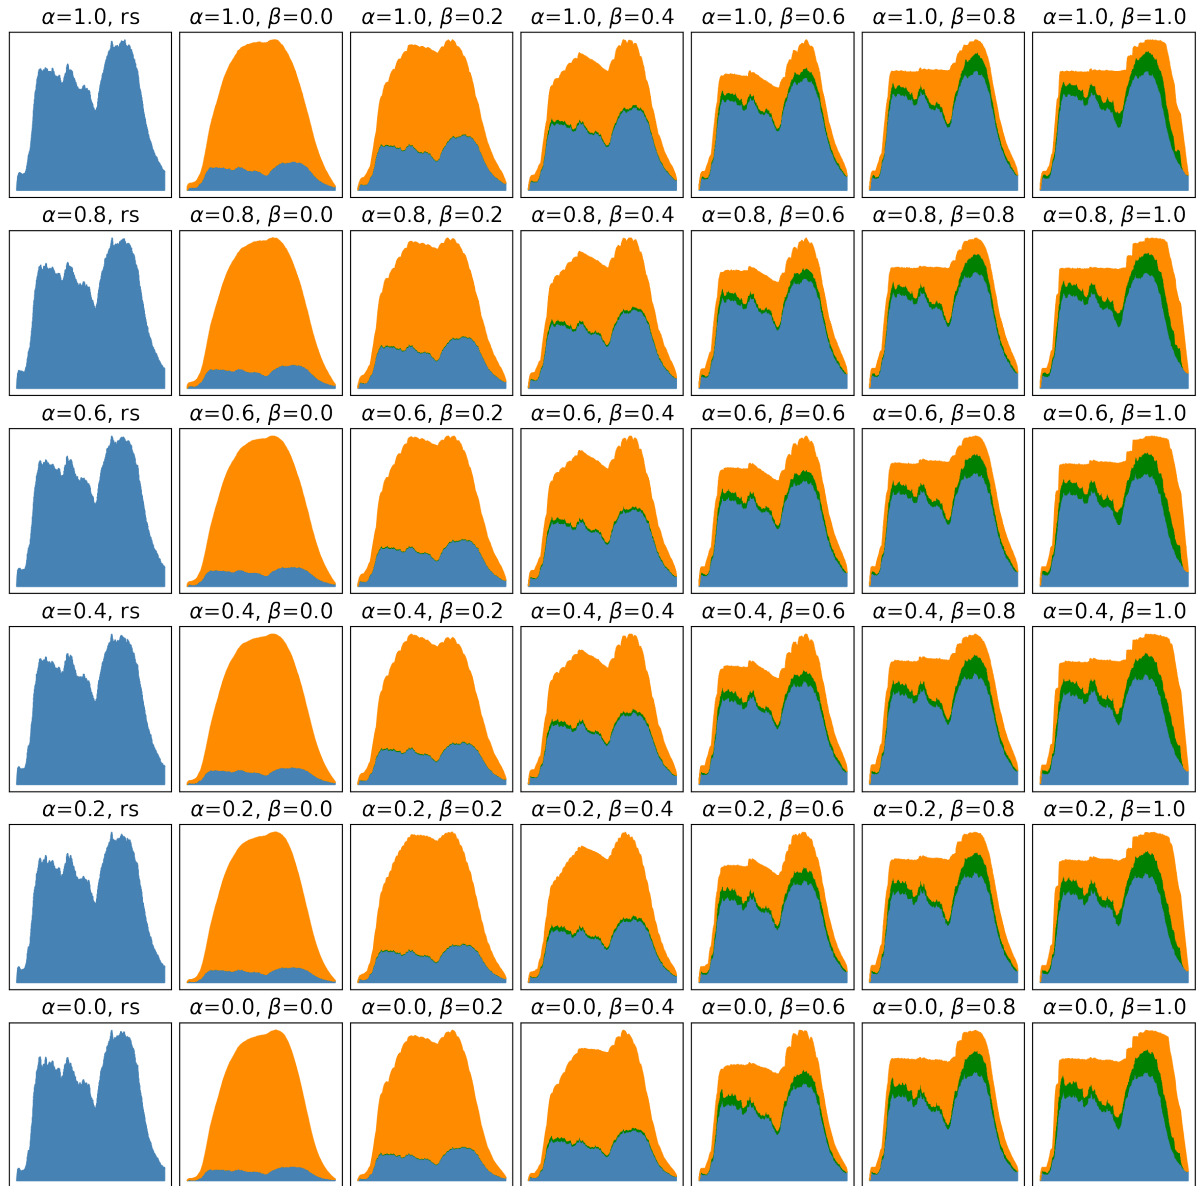 α=1.0, rs α=1.0, β=0.0 α=1.0, β=0.2 α=1.0, β=0.4 α=1.0, β=0.6 α=1.0, β=0.8 α=1.0, β=1.0
α=0.8, rs α=0.8, β=0.0 α=0.8, β=0.2 α=0.8, β=0.4 α=0.8, β=0.6 α=0.8, β=0.8 α=0.8, β=1.0
α=0.6, rs α=0.6, β=0.0 α=0.6, β=0.2 α=0.6, β=0.4 α=0.6, β=0.6 α=0.6, β=0.8 α=0.6, β=1.0
α=0.4, rs α=0.4, β=0.0 α=0.4, β=0.2 α=0.4, β=0.4 α=0.4, β=0.6 α=0.4, β=0.8 α=0.4, β=1.0
α=0.2, rs α=0.2, β=0.0 α=0.2, β=0.2 α=0.2, β=0.4 α=0.2, β=0.6 α=0.2, β=0.8 α=0.2, β=1.0
α=0.0, rs α=0.0, β=0.0 α=0.0, β=0.2 α=0.0, β=0.4 α=0.0, β=0.6 α=0.0, β=0.8 α=0.0, β=1.0